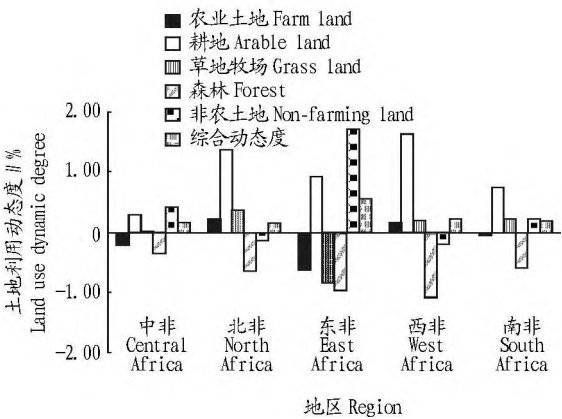 农业土地 Farm land
耕地 Arable land
草地牧场 Grass land
森林 Forest
非农土地 Non-farming land
综合动态度
土地利用动态度 // %
Land use dynamic degree
2.00
1.00
0
-1.00
-2.00
中非
Central
Africa
北非
North
Africa
东非
East
Africa
西非
West
Africa
南非
South
Africa
地区 Region